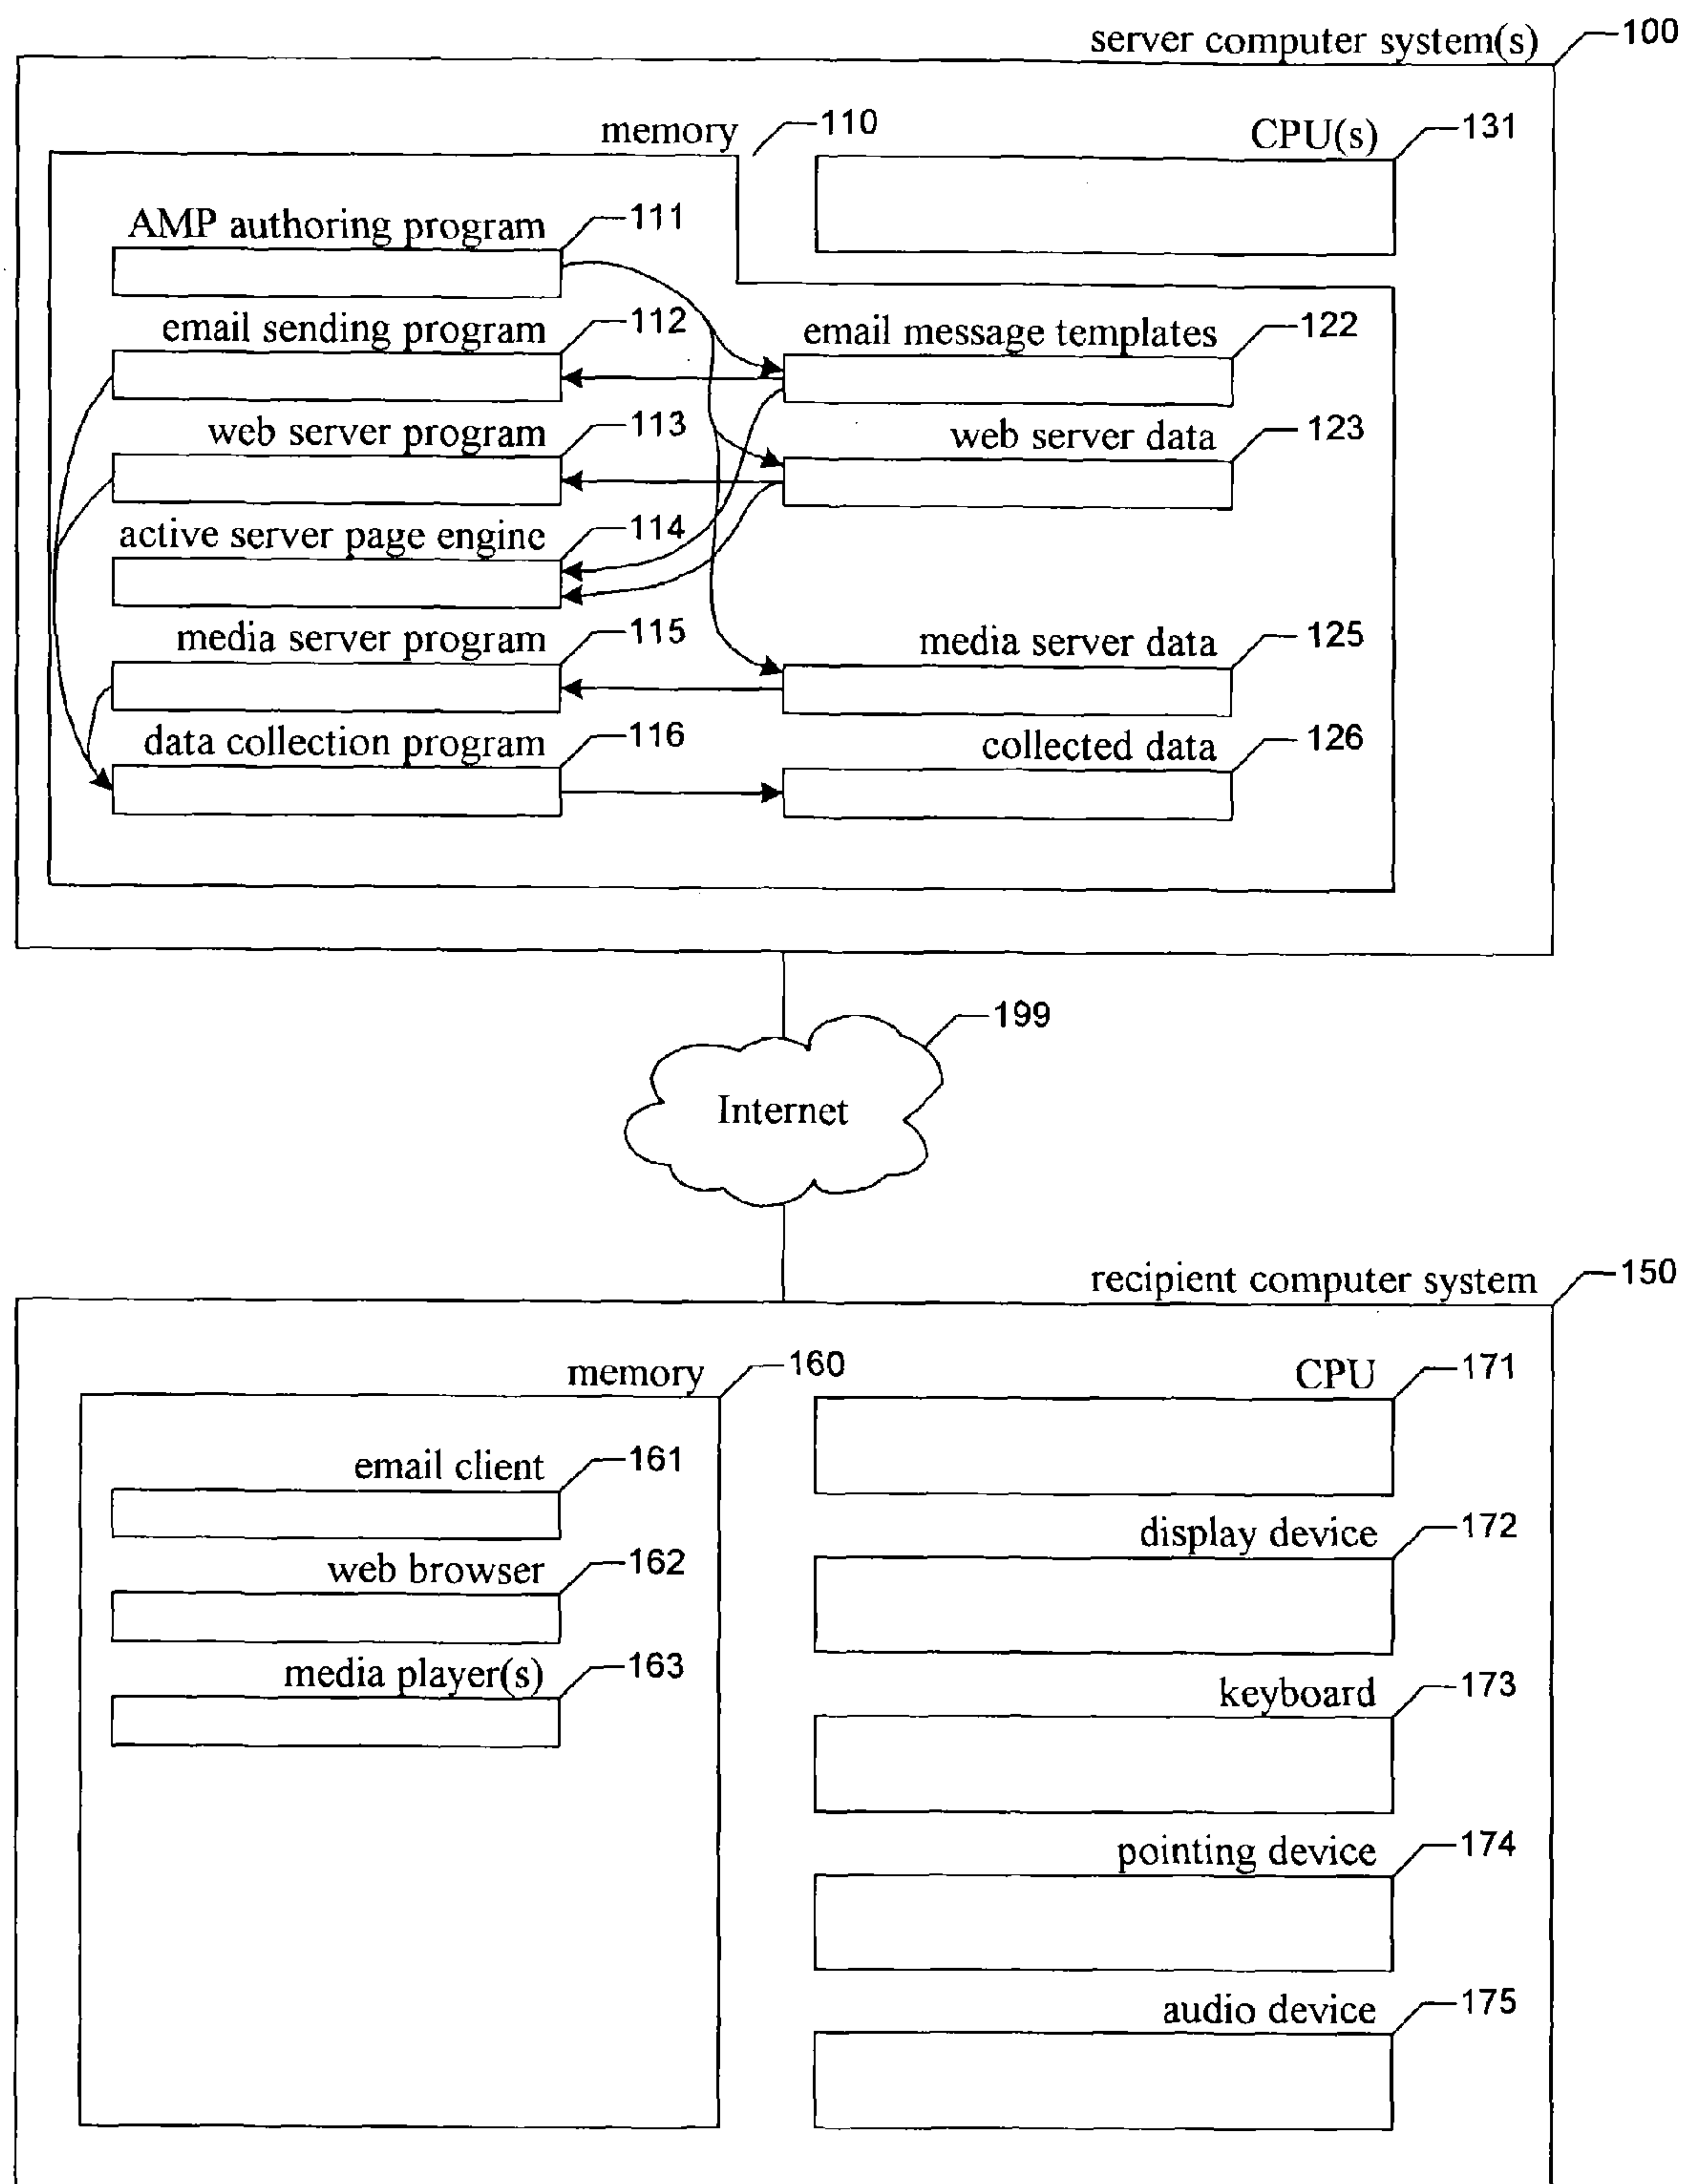 server computer system(s) 100
memory 110
CPU(s) 131
AMP authoring program 111
email sending program 112
email message templates 122
web server program 113
web server data 123
active server page engine 114
media server program 115
media server data 125
data collection program 116
collected data 126
199
Internet
recipient computer system 150
memory 160
CPU 171
email client 161
display device 172
web browser 162
media player(s) 163
keyboard 173
pointing device 174
audio device 175